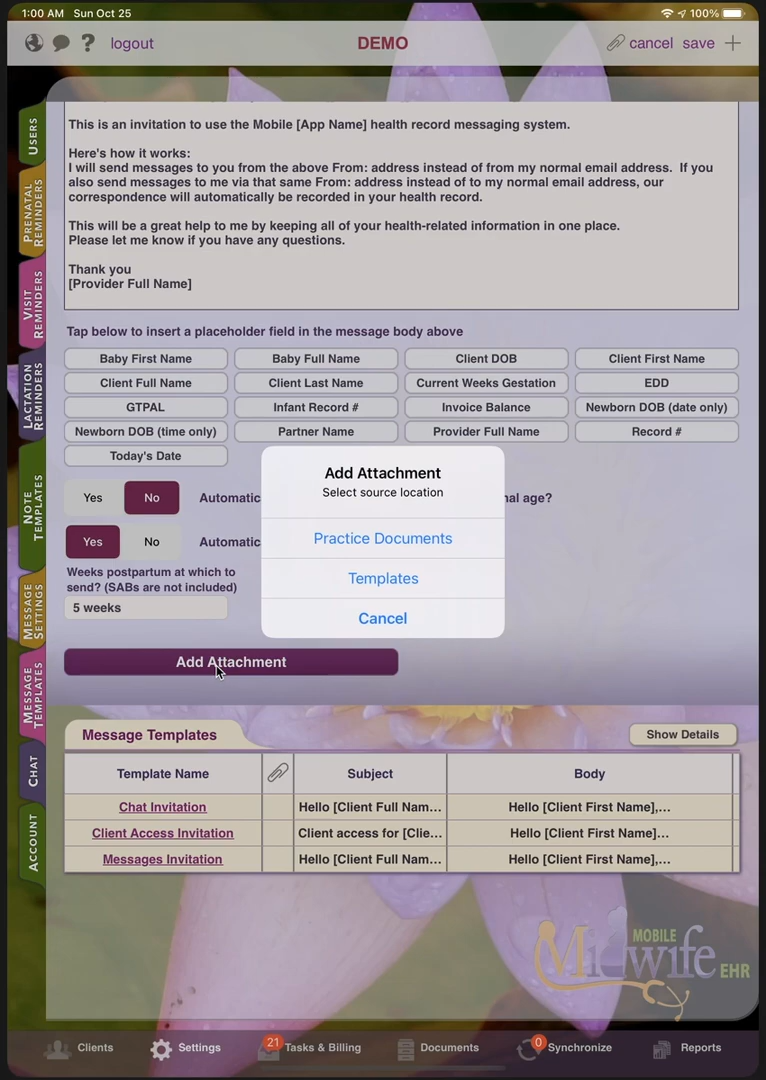 1:00 AM Sun Oct 25
100%
? logout
DEMO
cancel save +
This is an invitation to use the Mobile [App Name] health record messaging system.
Here's how it works:
I will send messages to you from the above From: address instead of from my normal email address. If you
also send messages to me via that same From: address instead of to my normal email address, our
correspondence will automatically be recorded in your health record.
This will be a great help to me by keeping all of your health-related information in one place.
Please let me know if you have any questions.
Thank you
[Provider Full Name]
Tap below to insert a placeholder field in the message body above
Baby First Name Baby Full Name Client DOB Client First Name
Client Full Name Client Last Name Current Weeks Gestation EDD
GTPAL Infant Record # Invoice Balance Newborn DOB (date only)
Newborn DOB (time only) Partner Name Provider Full Name Record #
Today's Date
Yes No Automatic nal age?
Yes No Automatic
Weeks postpartum at which to
send? (SABs are not included)
5 weeks
Add Attachment
Add Attachment
Select source location
Practice Documents
Templates
Cancel
Message Templates Show Details
Template Name Subject Body
Chat Invitation Hello [Client Full Nam... Hello [Client First Name],...
Client Access Invitation Client access for [Clie... Hello [Client First Name]...
Messages Invitation Hello [Client Full Nam... Hello [Client First Name],...
USERS
PRENATAL
REMINDERS
VISIT
REMINDERS
LACTATION
REMINDERS
NOTE
TEMPLATES
MESSAGE
SETTINGS
MESSAGE
TEMPLATES
CHAT
ACCOUNT
MOBILE
Midwife
EHR
Clients Settings 21 Tasks & Billing Documents 0 Synchronize Reports